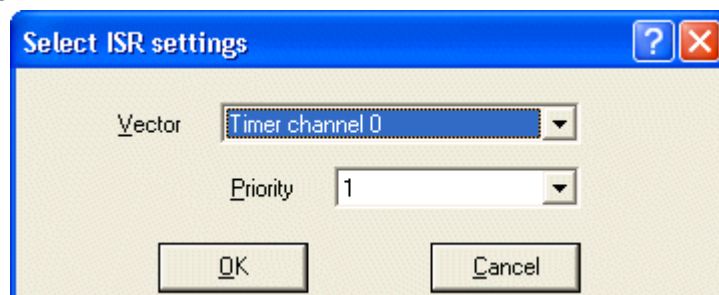 Select ISR settings
Vector Timer channel 0
Priority 1
OK Cancel